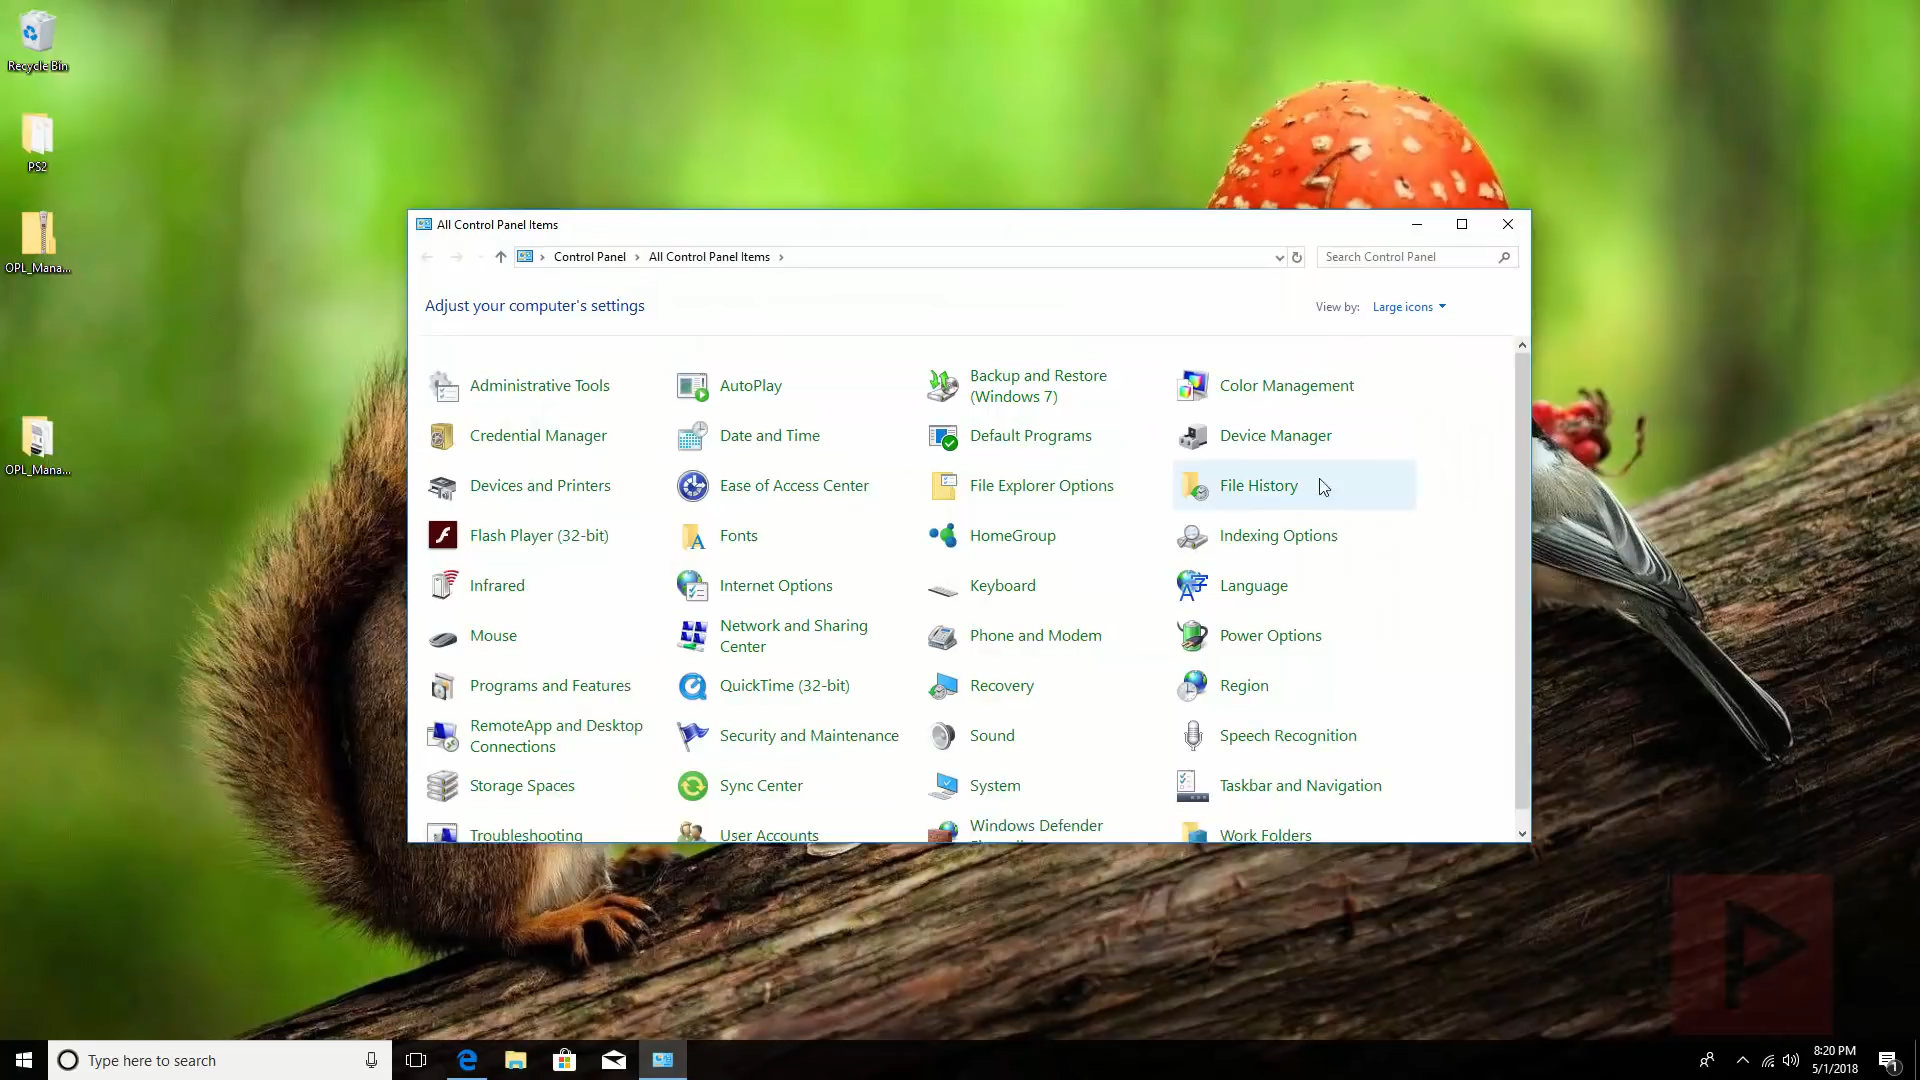 Recycle Bin
PS2
OPL_Mana...
OPL_Mana...
All Control Panel Items
Control Panel
All Control Panel Items
Search Control Panel
Adjust your computer's settings
View by:
Large icons
Administrative Tools
AutoPlay
Backup and Restore
(Windows 7)
Color Management
Credential Manager
Date and Time
Default Programs
Device Manager
Devices and Printers
Ease of Access Center
File Explorer Options
File History
Flash Player (32-bit)
Fonts
HomeGroup
Indexing Options
Infrared
Internet Options
Keyboard
Language
Mouse
Network and Sharing
Center
Phone and Modem
Power Options
Programs and Features
QuickTime (32-bit)
Recovery
Region
RemoteApp and Desktop
Connections
Security and Maintenance
Sound
Speech Recognition
Storage Spaces
Sync Center
System
Taskbar and Navigation
Troubleshooting
User Accounts
Windows Defender
Work Folders
Type here to search
8:20 PM
5/1/2018
1
P